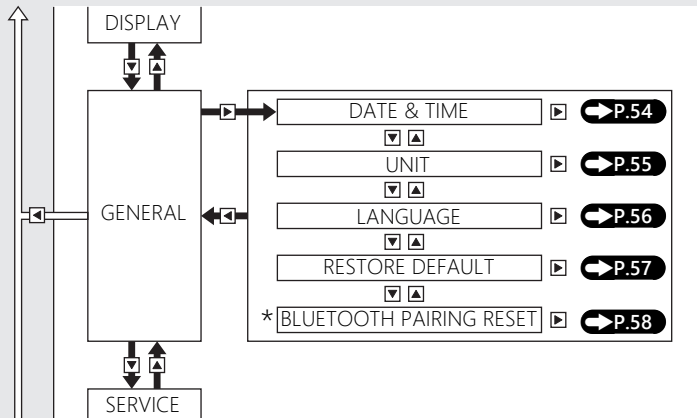 DISPLAY
GENERAL
DATE & TIME P.54
UNIT P.55
LANGUAGE P.56
RESTORE DEFAULT P.57
* BLUETOOTH PAIRING RESET P.58
SERVICE